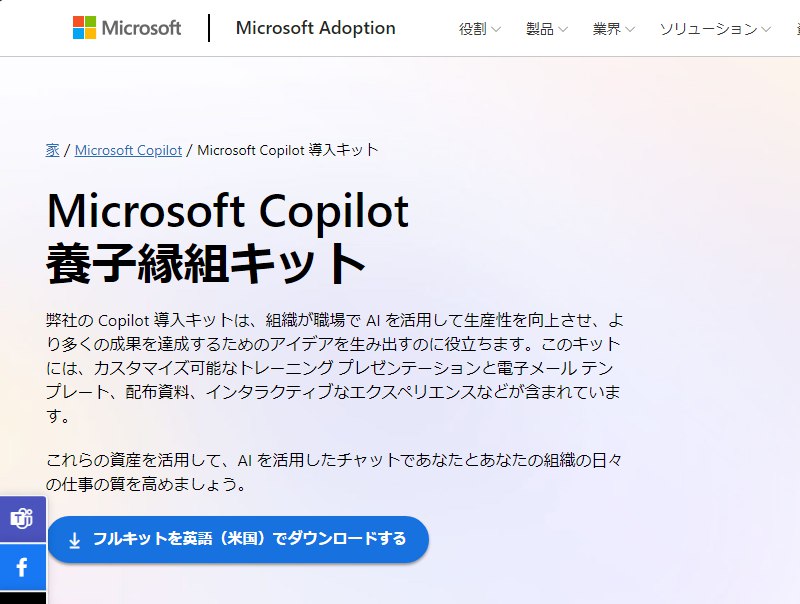 Microsoft
Microsoft Adoption
役割
製品
業界
ソリューション
家 / Microsoft Copilot / Microsoft Copilot 導入キット
Microsoft Copilot
養子縁組キット
弊社の Copilot 導入キットは、組織が職場で AI を活用して生産性を向上させ、よ
り多くの成果を達成するためのアイデアを生み出すのに役立ちます。このキット
には、カスタマイズ可能なトレーニング プレゼンテーションと電子メール テン
プレート、配布資料、インタラクティブなエクスペリエンスなどが含まれていま
す。
これらの資産を活用して、AI を活用したチャットであなたとあなたの組織の日々
の仕事の質を高めましょう。
フルキットを英語（米国）でダウンロードする